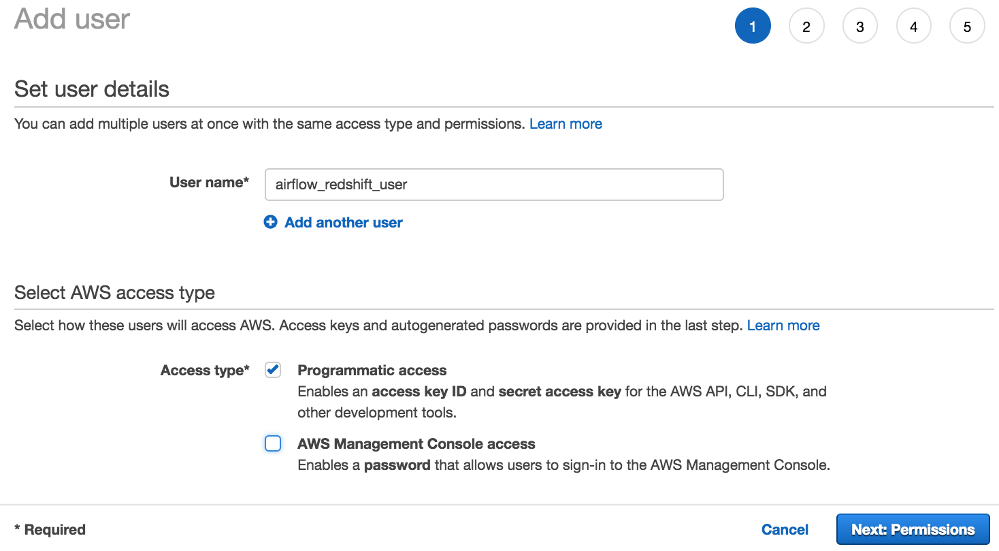 Add user
1 2 3 4 5
Set user details
You can add multiple users at once with the same access type and permissions. Learn more
User name* airflow_redshift_user
Add another user
Select AWS access type
Select how these users will access AWS. Access keys and autogenerated passwords are provided in the last step. Learn more
Access type* Programmatic access
Enables an access key ID and secret access key for the AWS API, CLI, SDK, and
other development tools.
AWS Management Console access
Enables a password that allows users to sign-in to the AWS Management Console.
* Required Cancel Next: Permissions